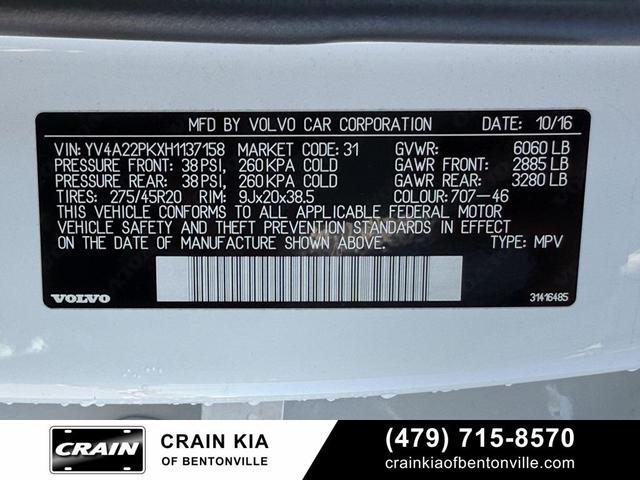 MFD BY VOLVO CAR CORPORATION DATE: 10/16
VIN: YV4A22PKXH1137158 MARKET CODE: 31 GVWR: 6060 LB
PRESSURE FRONT: 38 PSI, 260 KPA COLD GAWR FRONT: 2885 LB
PRESSURE REAR: 38 PSI, 260 KPA COLD GAWR REAR: 3280 LB
TIRES: 275/45R20 RIM: 9Jx20x38.5 COLOUR: 707-46
THIS VEHICLE CONFORMS TO ALL APPLICABLE FEDERAL MOTOR
VEHICLE SAFETY AND THEFT PREVENTION STANDARDS IN EFFECT
ON THE DATE OF MANUFACTURE SHOWN ABOVE. TYPE: MPV
VOLVO 31416485
CRAIN CRAIN KIA (479) 715-8570
OF BENTONVILLE crainkiaofbentonville.com